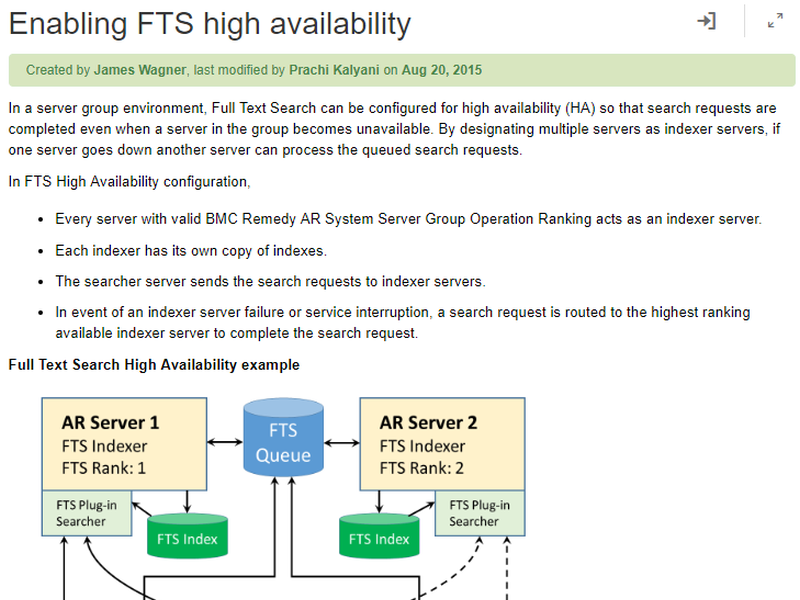 Enabling FTS high availability
Created by James Wagner, last modified by Prachi Kalyani on Aug 20, 2015
In a server group environment, Full Text Search can be configured for high availability (HA) so that search requests are
completed even when a server in the group becomes unavailable. By designating multiple servers as indexer servers, if
one server goes down another server can process the queued search requests.
In FTS High Availability configuration,
• Every server with valid BMC Remedy AR System Server Group Operation Ranking acts as an indexer server.
• Each indexer has its own copy of indexes.
• The searcher server sends the search requests to indexer servers.
• In event of an indexer server failure or service interruption, a search request is routed to the highest ranking
available indexer server to complete the search request.
Full Text Search High Availability example
AR Server 1
FTS Indexer
FTS Rank: 1
FTS Plug-in
Searcher
FTS Index
FTS
Queue
AR Server 2
FTS Indexer
FTS Rank: 2
FTS Plug-in
Searcher
FTS Index